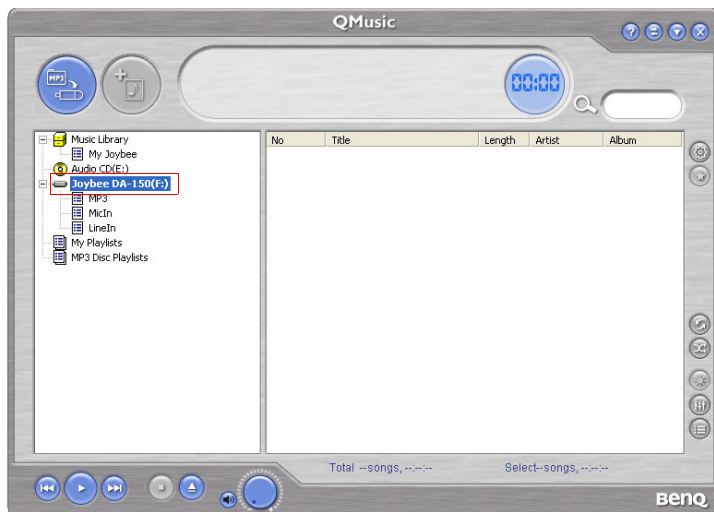 QMusic
MP3
00:00
Music Library
My Joybee
Audio CD(E:)
Joybee DA-150(F:)
MP3
MicIn
LineIn
My Playlists
MP3 Disc Playlists
No Title Length Artist Album
Total --songs,--:--:-- Select--songs,--:--:--
BenQ